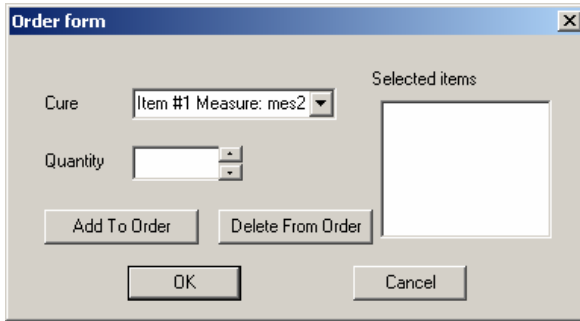 Order form
Selected items
Cure
Item #1 Measure: mes2
Quantity
Add To Order
Delete From Order
OK
Cancel